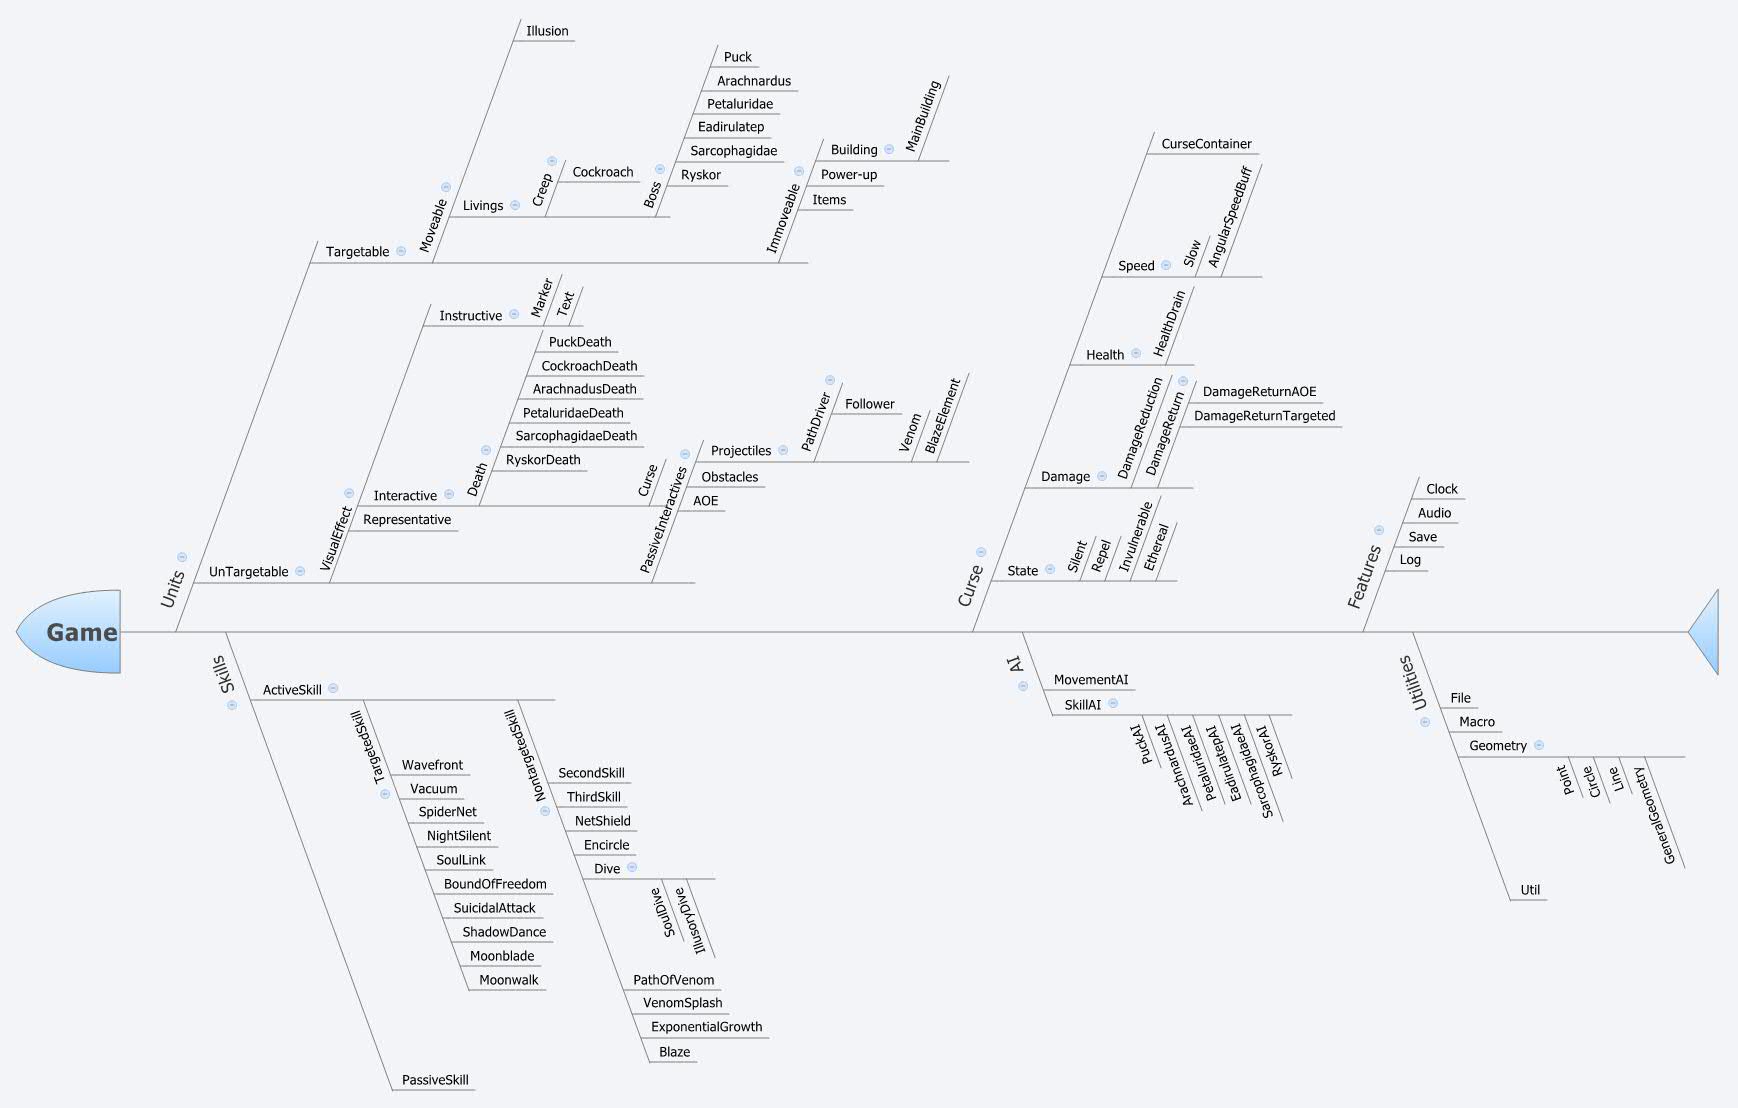 Game
Units
Targetable
Moveable
Illusion
Livings
Creep
Cockroach
Boss
Puck
Arachnardus
Petaluridae
Eadirulatep
Sarcophagidae
Ryskor
Immoveable
Building
MainBuilding
Power-up
Items
UnTargetable
VisualEffect
Instructive
Marker
Text
Interactive
Death
PuckDeath
CockroachDeath
ArachnadusDeath
PetaluridaeDeath
SarcophagidaeDeath
RyskorDeath
Curse
Representative
PassiveInteractives
Projectiles
PathDriver
Follower
Venom
BlazeElement
Obstacles
AOE
Curse
CurseContainer
Speed
Slow
AngularSpeedBuff
Health
HealthDrain
Damage
DamageReduction
DamageReturn
DamageReturnAOE
DamageReturnTargeted
State
Silent
Repel
Invulnerable
Ethereal
Features
Clock
Audio
Save
Log
Skills
ActiveSkill
TargetedSkill
Wavefront
Vacuum
SpiderNet
NightSilent
SoulLink
BoundOfFreedom
SuicidalAttack
ShadowDance
Moonblade
Moonwalk
NontargetedSkill
SecondSkill
ThirdSkill
NetShield
Encircle
Dive
SoulDive
IllusoryDive
PathOfVenom
VenomSplash
ExponentialGrowth
Blaze
PassiveSkill
AI
MovementAI
SkillAI
PuckAI
ArachnardusAI
PetaluridaeAI
EadirulatepAI
SarcophagidaeAI
RyskorAI
Utilities
File
Macro
Geometry
Point
Circle
Line
GeneralGeometry
Util